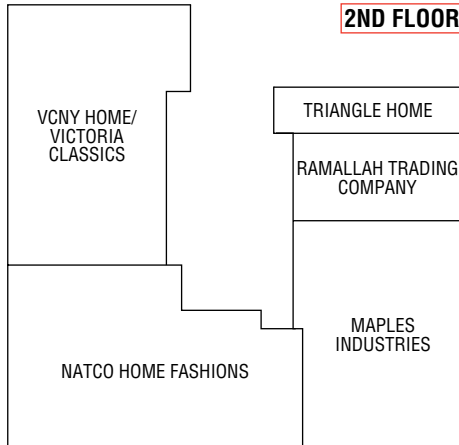 2ND FLOOR
VCNY HOME/
VICTORIA
CLASSICS
TRIANGLE HOME
RAMALLAH TRADING
COMPANY
MAPLES
INDUSTRIES
NATCO HOME FASHIONS